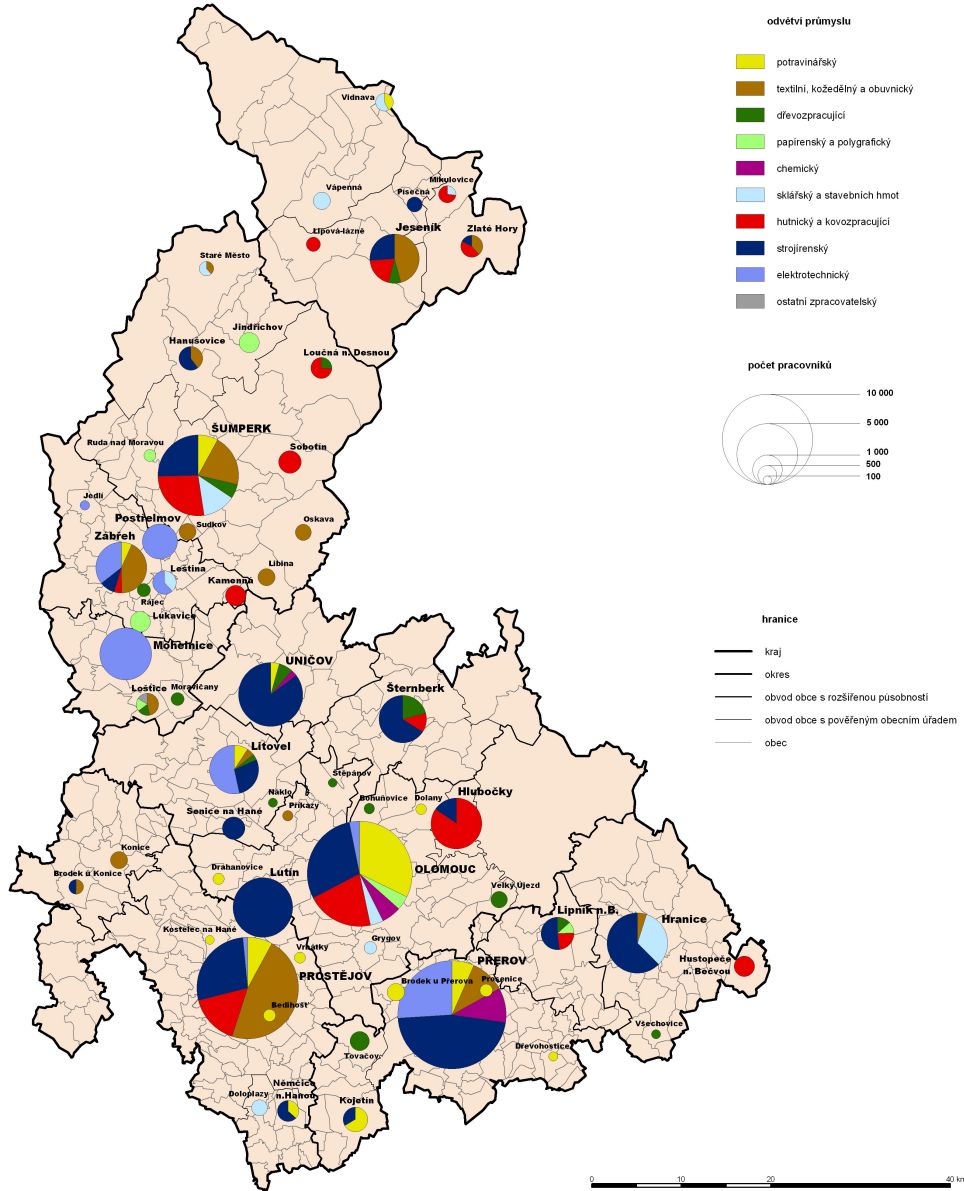 odvětví průmyslu
potravinářský
textilní, kožedělný a obuvnický
dřevozpracující
papírenský a polygrafický
chemický
sklářský a stavebních hmot
hutnický a kovozpracující
strojírenský
elektrotechnický
ostatní zpracovatelský
počet pracovníků
10 000
5 000
1 000
500
100
hranice
kraj
okres
obvod obce s rozšířenou působností
obvod obce s pověřeným obecním úřadem
obec
Vidnava
Mikulovice
Vápenná
Písečná
Jeseník
Zlaté Hory
Lipová-lázně
Staré Město
Jindřichov
Hanušovice
Loučná n. Desnou
ŠUMPERK
Ruda nad Moravou
Sobotín
Jedlí
Postřelmov
Sudkov
Oskava
Zábřeh
Leština
Libina
Kamenná
Rájec
Lukavice
Mohelnice
UNIČOV
Loštice
Moravičany
Šternberk
Litovel
Štěpánov
Náklo
Bohuňovice
Dolany
Hlubočky
Příkazy
Senice na Hané
Konice
Drahanovice
Lutín
OLOMOUC
Brodek u Konice
Velký Újezd
Lipník n.B.
Hranice
Kostelec na Hané
Vrbátky
Grygov
Hustopeče
n. Bečvou
PŘEROV
PROSTĚJOV
Brodek u Přerova
Prosenice
Bedihošť
Všechovice
Tovačov
Dřevohostice
Němčice
n.Hanou
Doloplazy
Kojetín
0 10 20 40 km